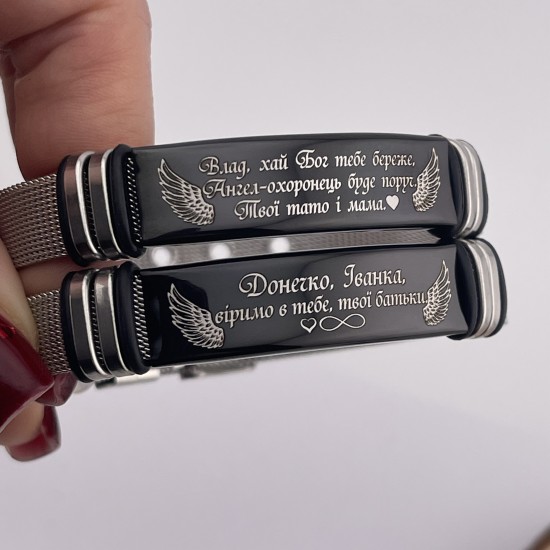 Влад, хай Бог тебе береже,
Ангел-охоронець буде поруч.
Твої тато і мама.
Донечко, Іванка,
віримо в тебе, твої батьки